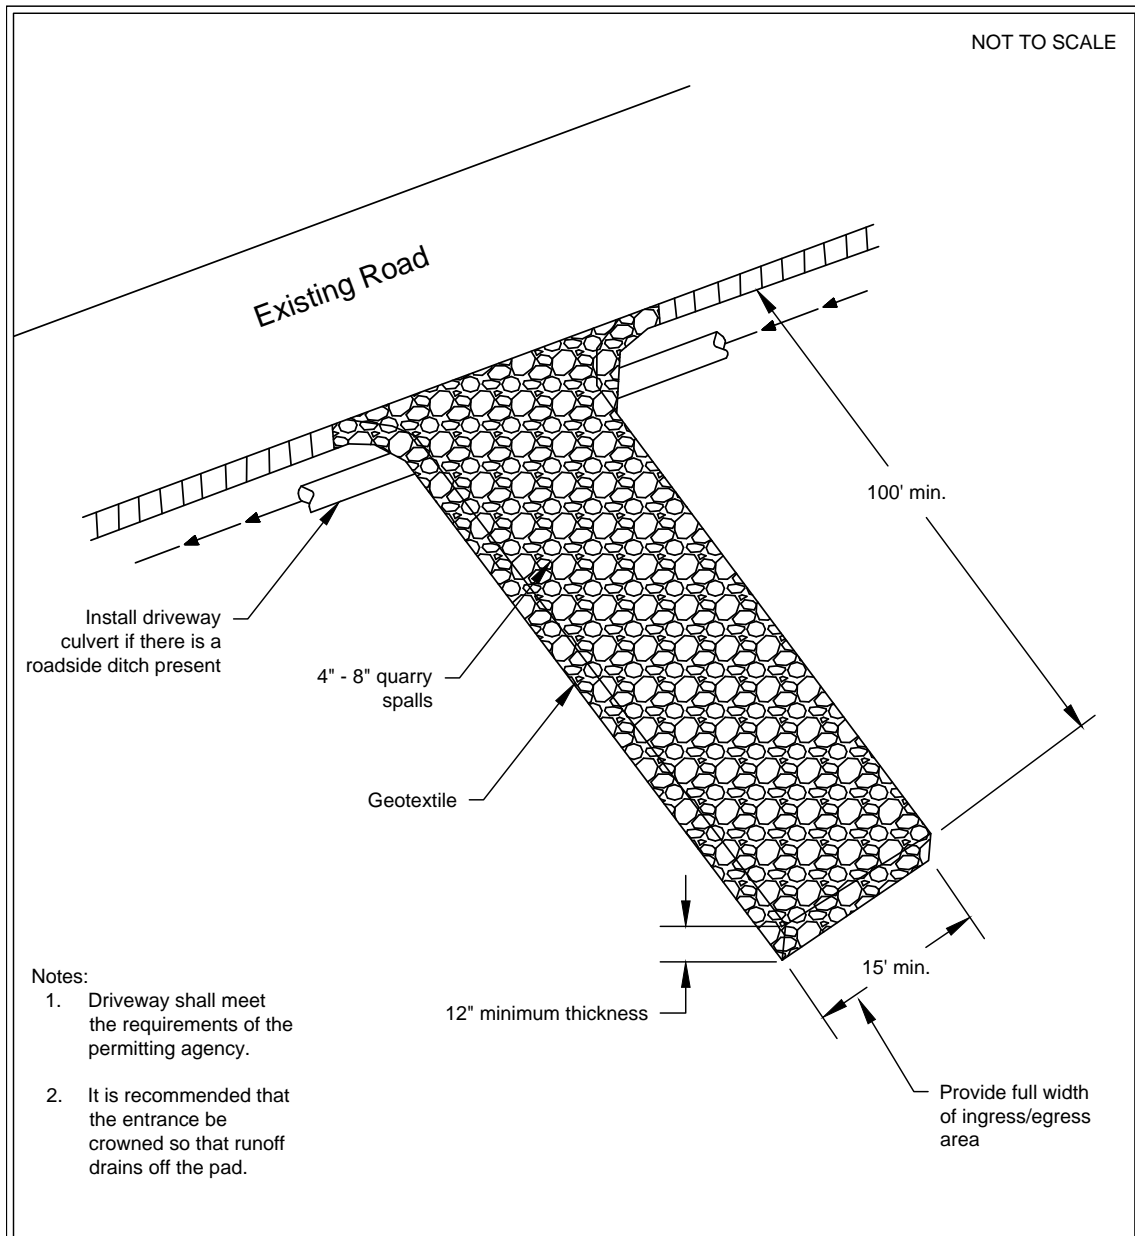 NOT TO SCALE
Existing Road
100' min.
Install driveway
culvert if there is a
roadside ditch present
4" - 8" quarry
spalls
Geotextile
15' min.
12" minimum thickness
Provide full width
of ingress/egress
area
Notes:
1. Driveway shall meet
the requirements of the
permitting agency.
2. It is recommended that
the entrance be
crowned so that runoff
drains off the pad.